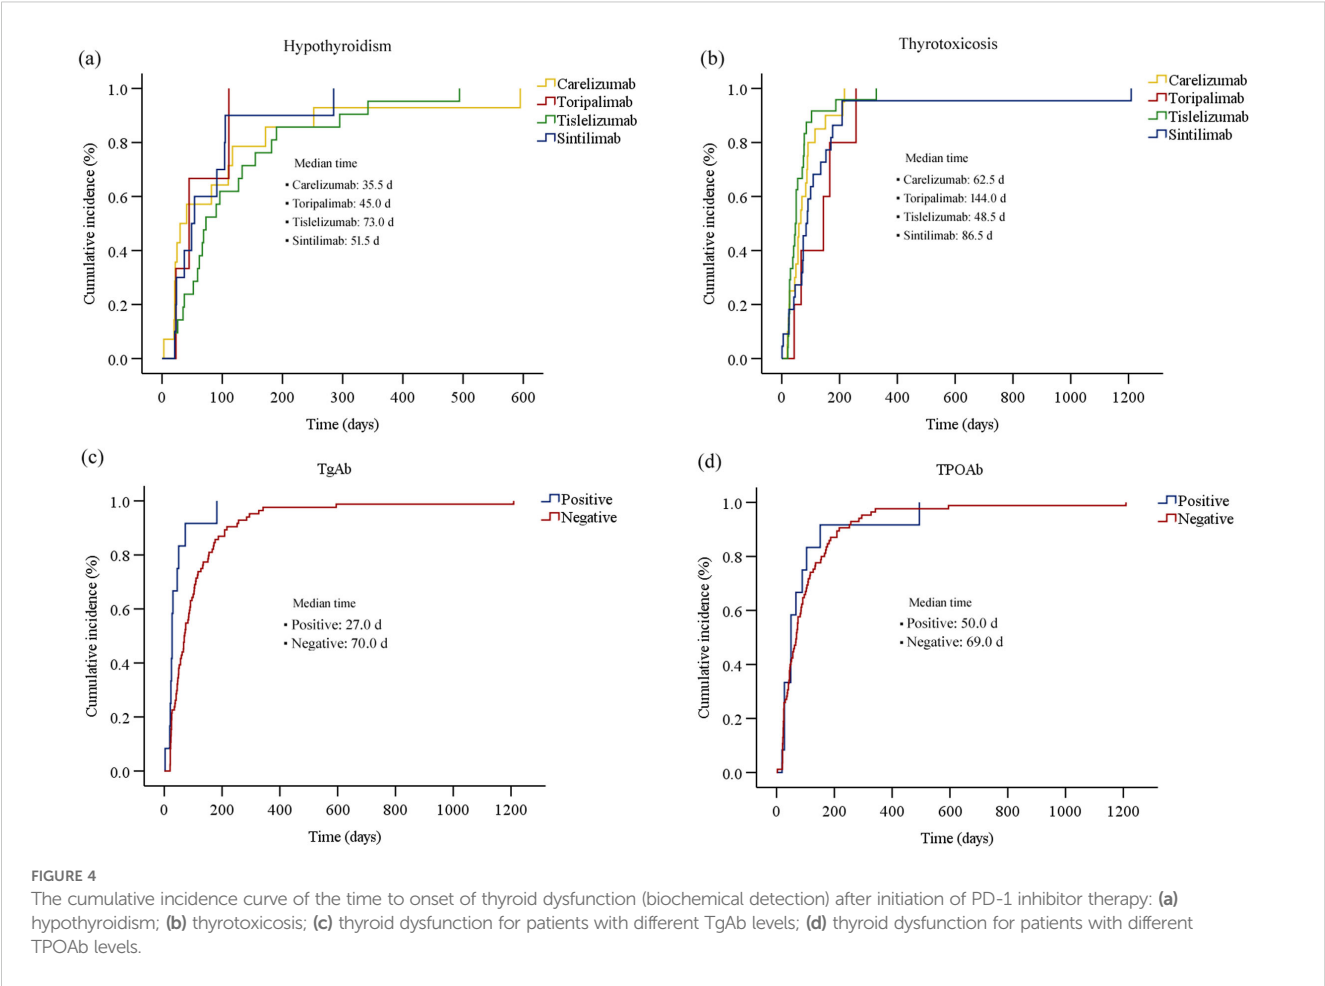 (a)
Hypothyroidism
Carelizumab
Toripalimab
Tislelizumab
Sintilimab
Cumulative incidence (%)
1.0
0.8
0.6
0.4
0.2
0.0
Median time
▪ Carelizumab: 35.5 d
▪ Toripalimab: 45.0 d
▪ Tislelizumab: 73.0 d
▪ Sintilimab: 51.5 d
0 100 200 300 400 500 600
Time (days)
(b)
Thyrotoxicosis
Carelizumab
Toripalimab
Tislelizumab
Sintilimab
Cumulative incidence (%)
1.0
0.8
0.6
0.4
0.2
0.0
Median time
▪ Carelizumab: 62.5 d
▪ Toripalimab: 144.0 d
▪ Tislelizumab: 48.5 d
▪ Sintilimab: 86.5 d
0 200 400 600 800 1000 1200
Time (days)
(c)
TgAb
Positive
Negative
Cumulative incidence (%)
1.0
0.8
0.6
0.4
0.2
0.0
Median time
▪ Positive: 27.0 d
▪ Negative: 70.0 d
0 200 400 600 800 1000 1200
Time (days)
(d)
TPOAb
Positive
Negative
Cumulative incidence (%)
1.0
0.8
0.6
0.4
0.2
0.0
Median time
▪ Positive: 50.0 d
▪ Negative: 69.0 d
0 200 400 600 800 1000 1200
Time (days)
FIGURE 4
The cumulative incidence curve of the time to onset of thyroid dysfunction (biochemical detection) after initiation of PD-1 inhibitor therapy: (a)
hypothyroidism; (b) thyrotoxicosis; (c) thyroid dysfunction for patients with different TgAb levels; (d) thyroid dysfunction for patients with different
TPOAb levels.